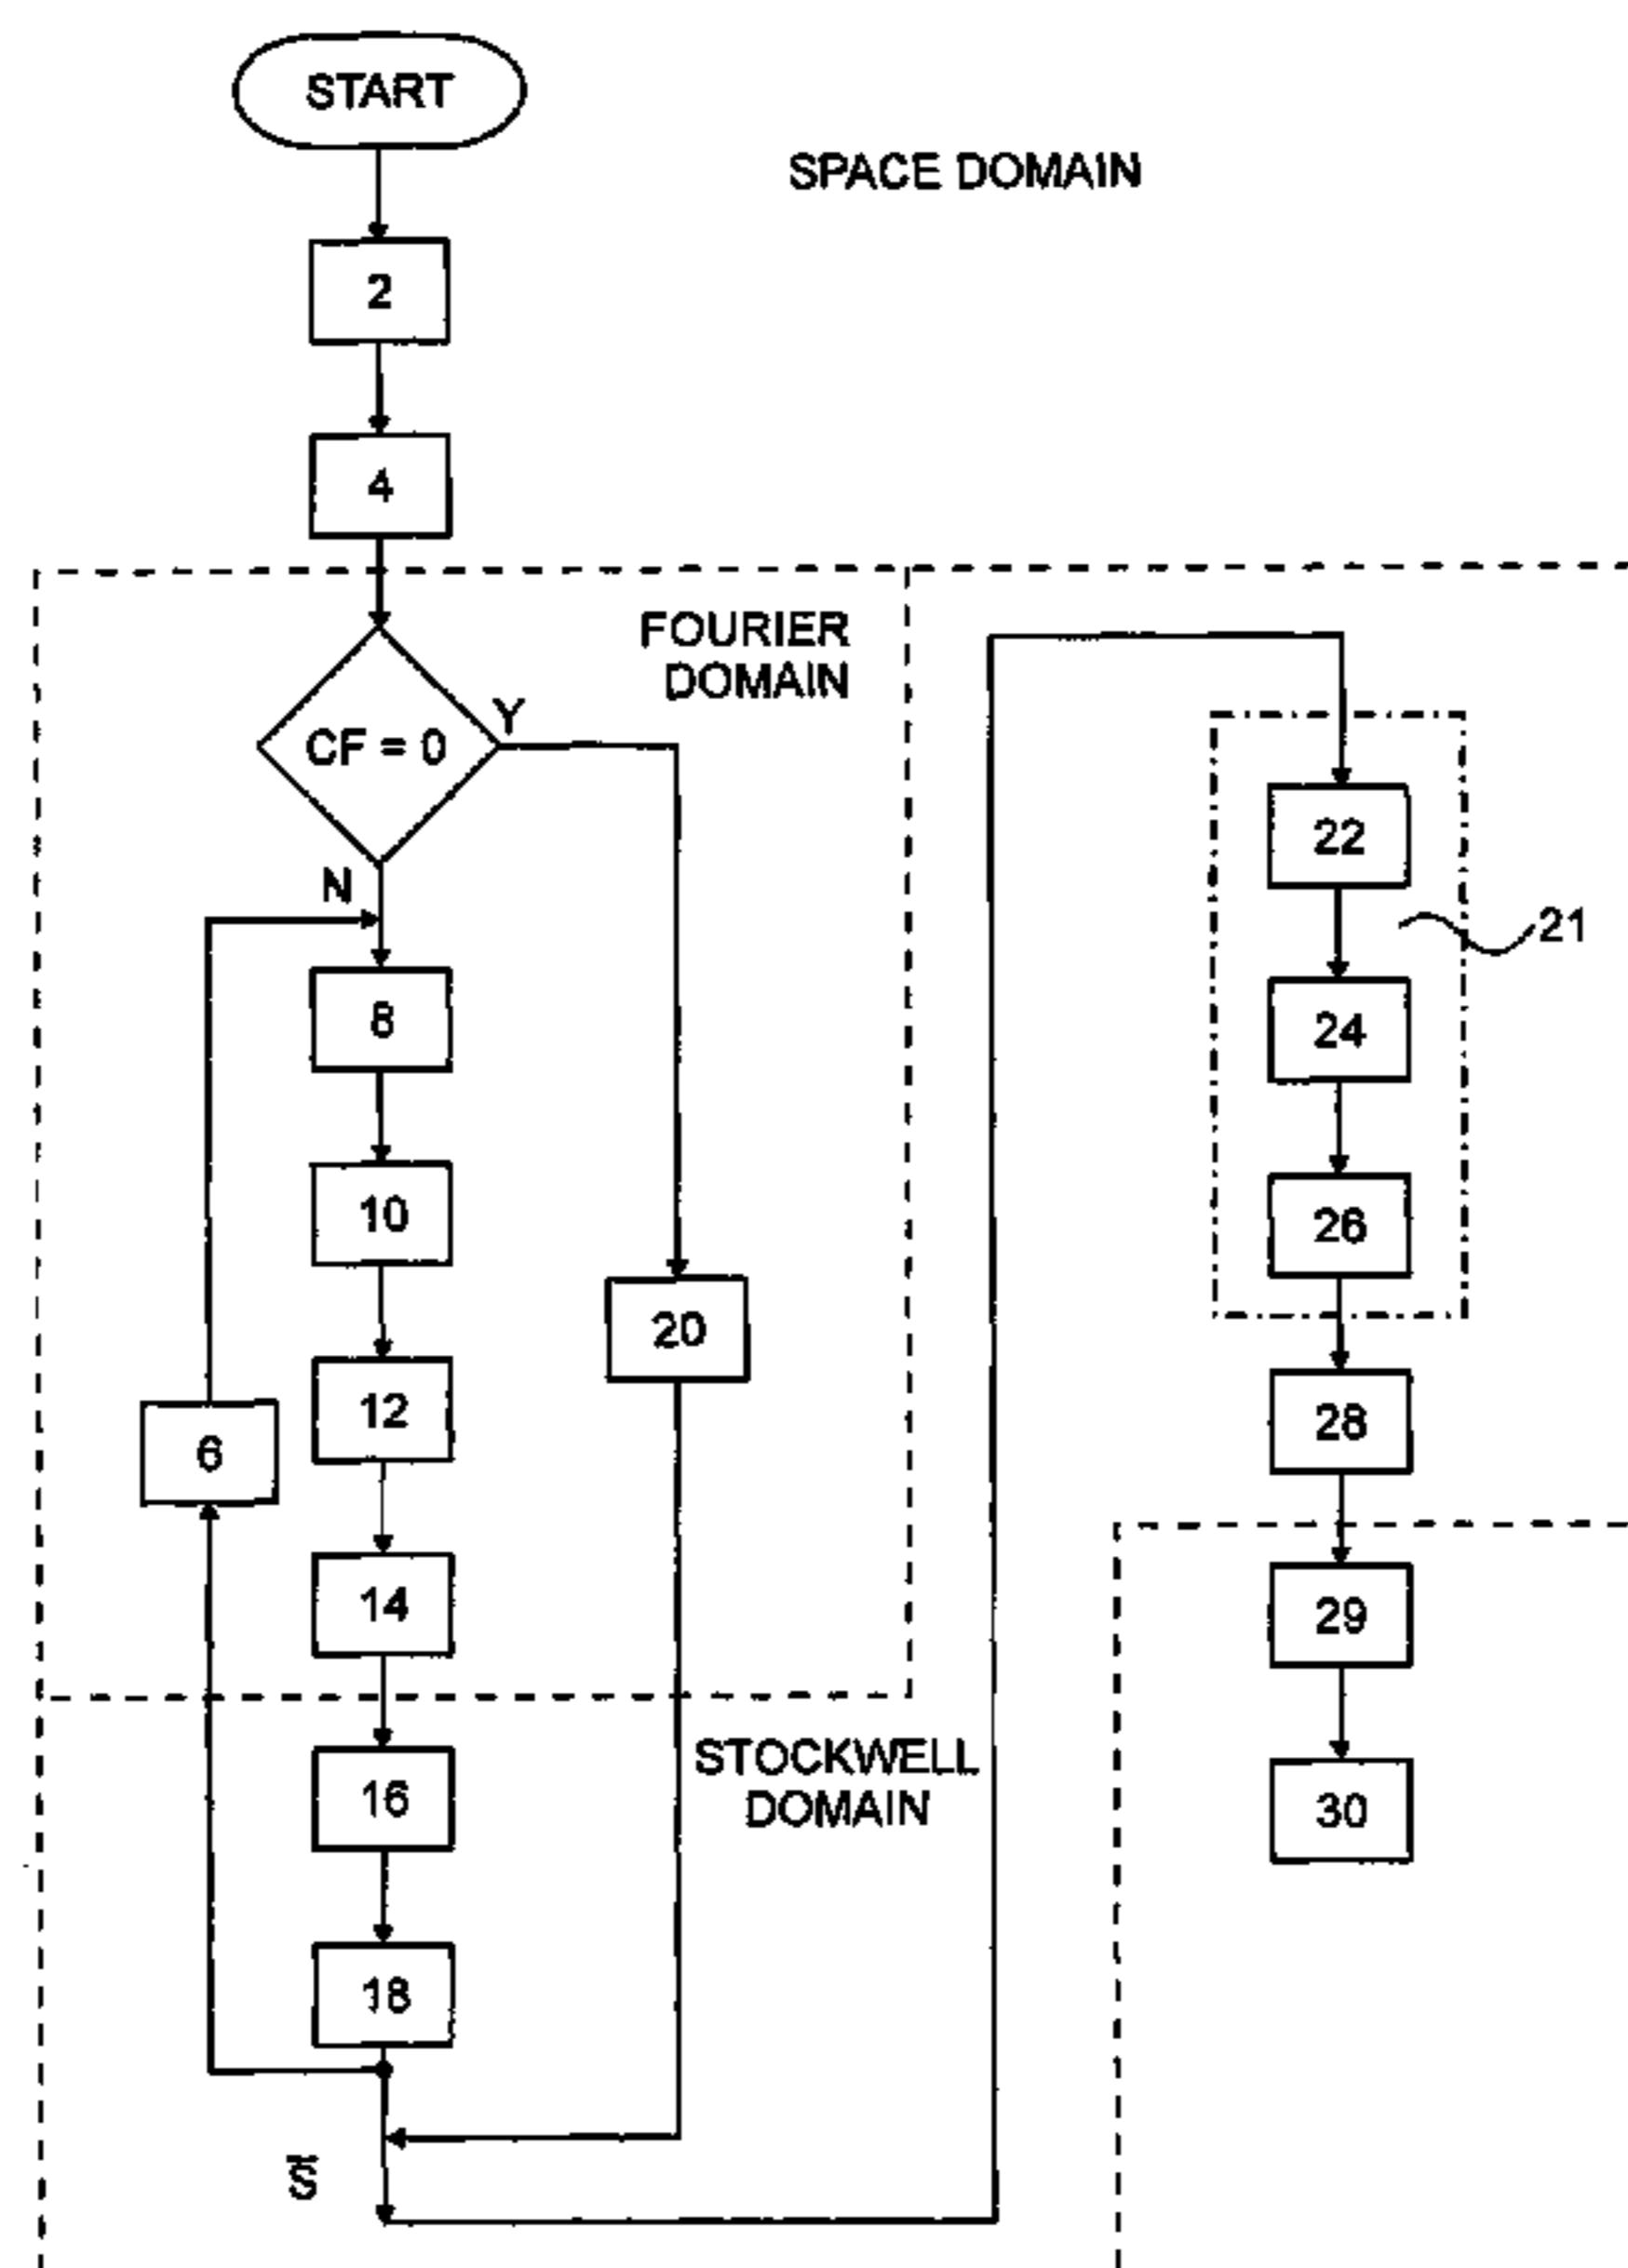 START
SPACE DOMAIN
2
4
FOURIER
DOMAIN
CF = 0
Y
N
8
10
12
14
6
20
STOCKWELL
DOMAIN
16
18
S̅
22
21
24
26
28
29
30